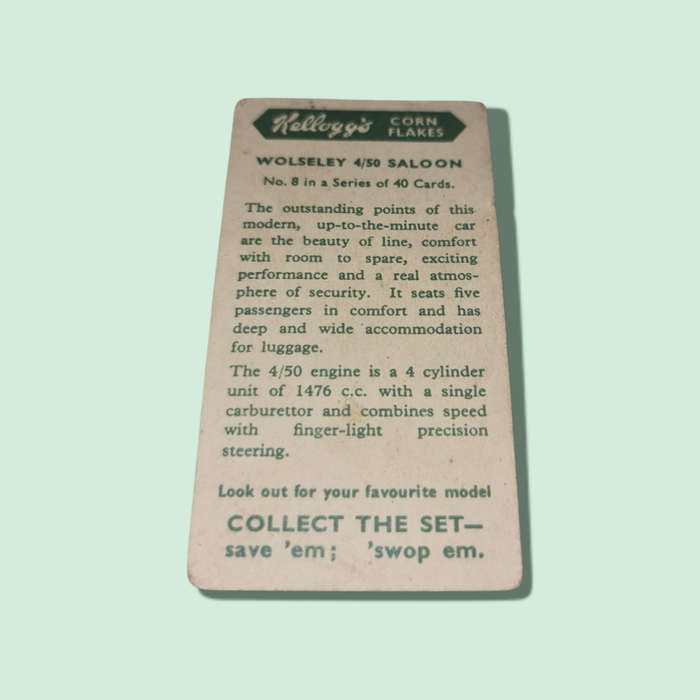 Kellogg's CORN FLAKES
WOLSELEY 4/50 SALOON
No. 8 in a Series of 40 Cards.
The outstanding points of this
modern, up-to-the-minute car
are the beauty of line, comfort
with room to spare, exciting
performance and a real atmos-
phere of security. It seats five
passengers in comfort and has
deep and wide accommodation
for luggage.
The 4/50 engine is a 4 cylinder
unit of 1476 c.c. with a single
carburettor and combines speed
with finger-light precision
steering.
Look out for your favourite model
COLLECT THE SET—
save 'em; 'swop em.